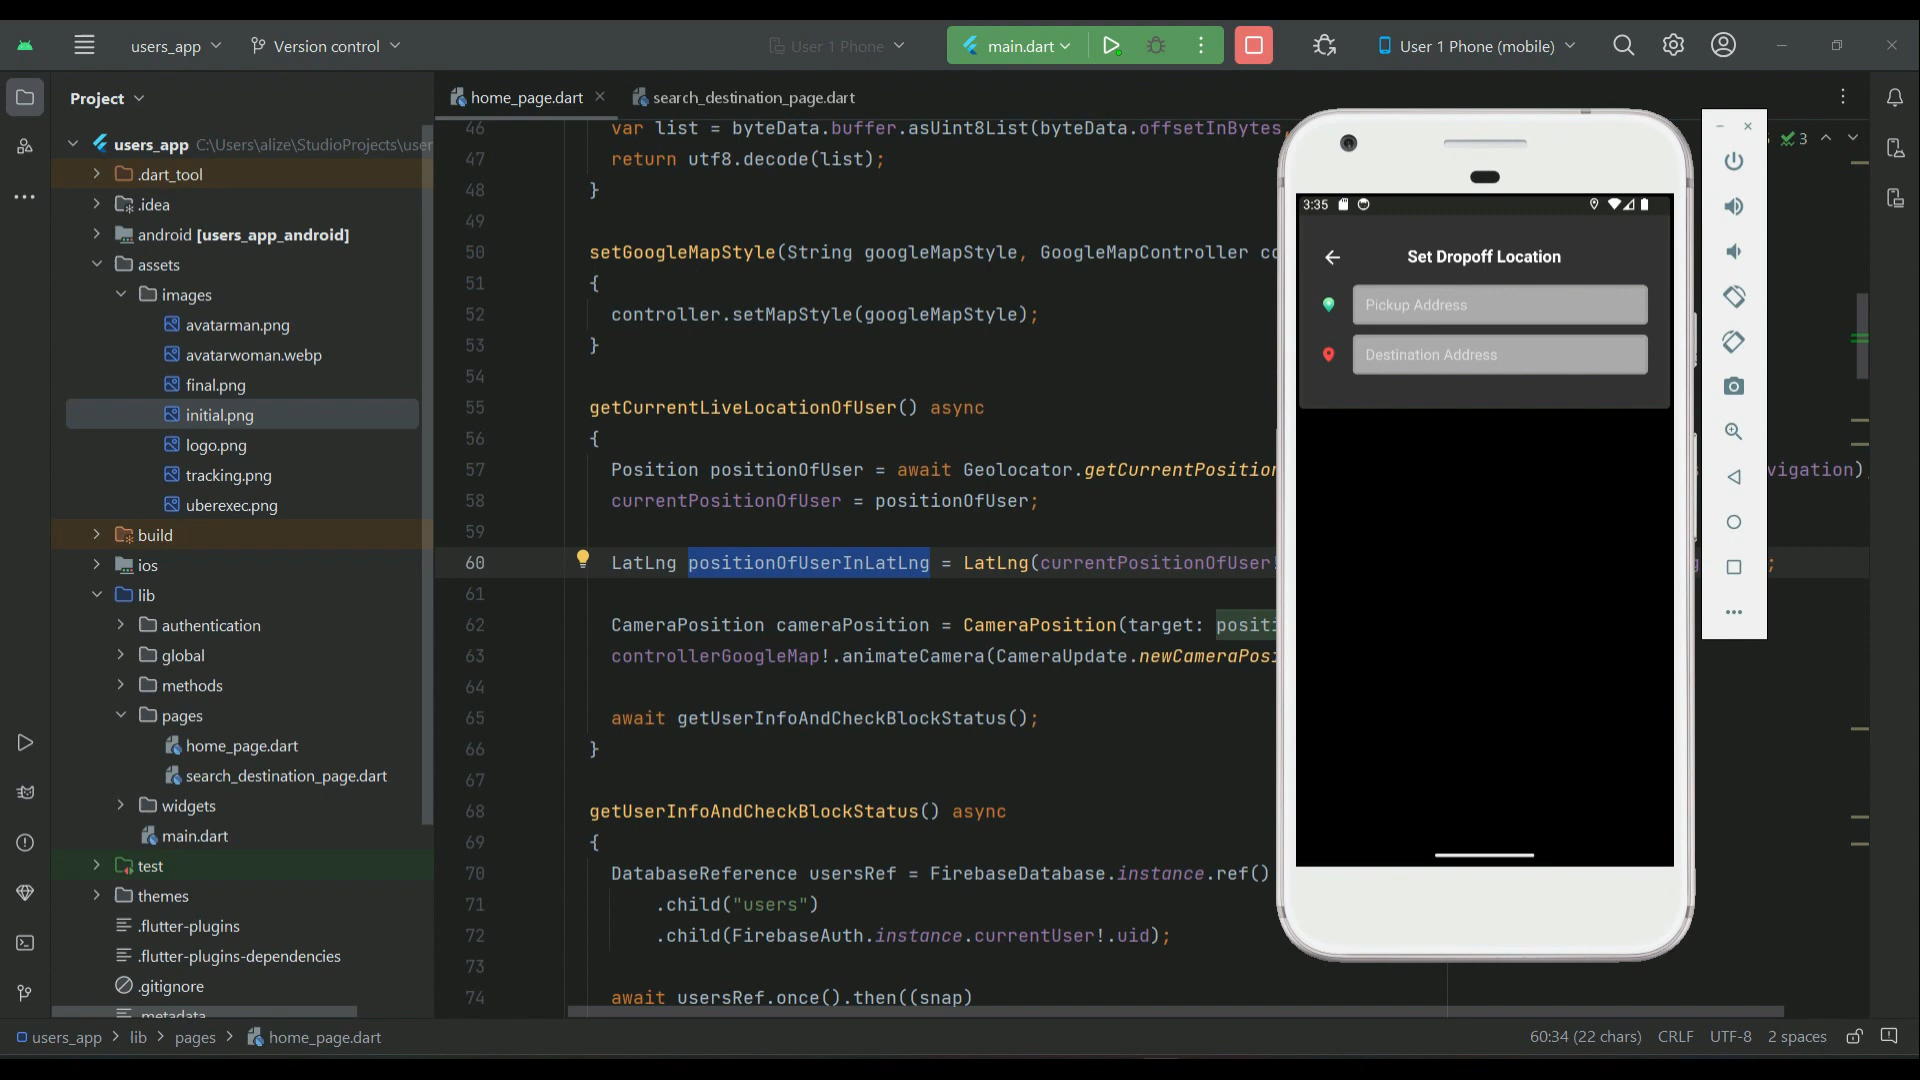 users_app
Version control
User 1 Phone
main.dart
User 1 Phone (mobile)
Project
home_page.dart
search_destination_page.dart
users_app C:\Users\alize\StudioProjects\user
.dart_tool
.idea
android [users_app_android]
assets
images
avatarman.png
avatarwoman.webp
final.png
initial.png
logo.png
tracking.png
uberexec.png
build
ios
lib
authentication
global
methods
pages
home_page.dart
search_destination_page.dart
widgets
main.dart
test
themes
.flutter-plugins
.flutter-plugins-dependencies
.gitignore
.metadata
46 var list = byteData.buffer.asUint8List(byteData.offsetInBytes,
47 return utf8.decode(list);
48 }
49
50 setGoogleMapStyle(String googleMapStyle, GoogleMapController co
51 {
52 controller.setMapStyle(googleMapStyle);
53 }
54
55 getCurrentLiveLocationOfUser() async
56 {
57 Position positionOfUser = await Geolocator.getCurrentPosition vigation)
58 currentPositionOfUser = positionOfUser;
59
60 LatLng positionOfUserInLatLng = LatLng(currentPositionOfUser! ;
61
62 CameraPosition cameraPosition = CameraPosition(target: positi
63 controllerGoogleMap!.animateCamera(CameraUpdate.newCameraPosi
64
65 await getUserInfoAndCheckBlockStatus();
66 }
67
68 getUserInfoAndCheckBlockStatus() async
69 {
70 DatabaseReference usersRef = FirebaseDatabase.instance.ref()
71 .child("users")
72 .child(FirebaseAuth.instance.currentUser!.uid);
73
74 await usersRef.once().then((snap)
3
3:35
Set Dropoff Location
Pickup Address
Destination Address
users_app > lib > pages > home_page.dart
60:34 (22 chars) CRLF UTF-8 2 spaces